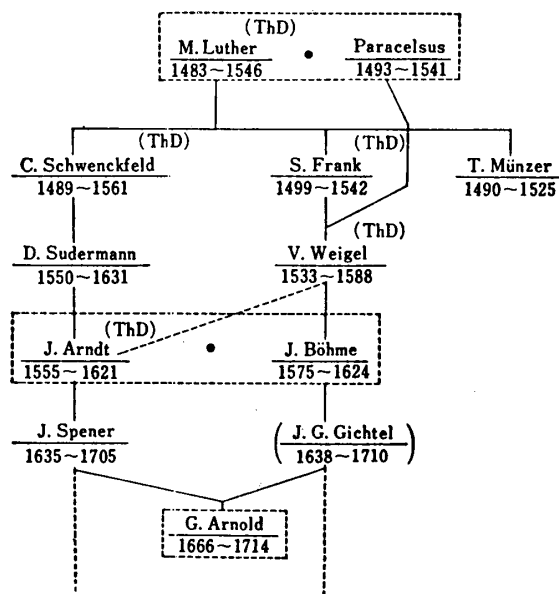 (ThD)
M. Luther • Paracelsus
1483~1546 1493~1541
(ThD) (ThD)
C. Schwenckfeld S. Frank T. Münzer
1489~1561 1499~1542 1490~1525
(ThD)
D. Sudermann V. Weigel
1550~1631 1533~1588
(ThD)
J. Arndt • J. Böhme
1555~1621 1575~1624
J. Spener (J. G. Gichtel)
1635~1705 1638~1710
G. Arnold
1666~1714